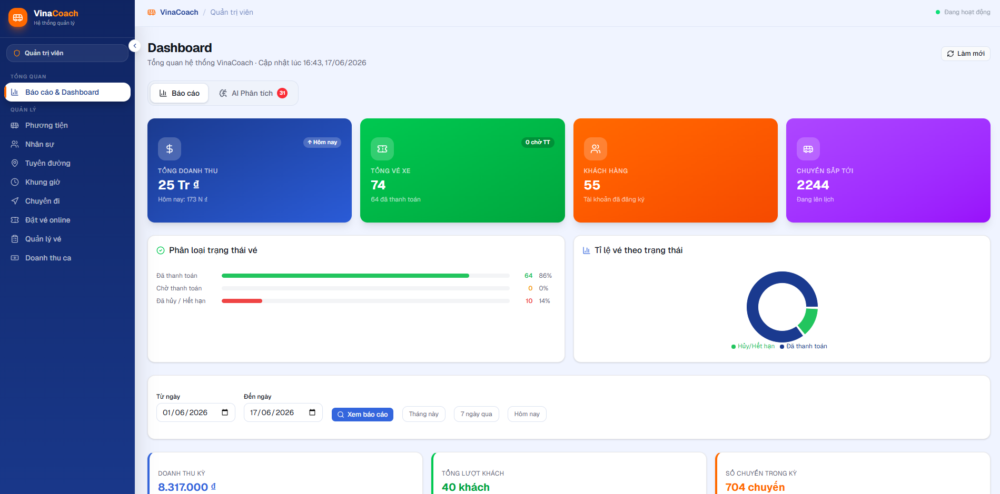 VinaCoach
Hệ thống quản lý
Quản trị viên
TỔNG QUAN
Báo cáo & Dashboard
QUẢN LÝ
Phương tiện
Nhân sự
Tuyến đường
Khung giờ
Chuyến đi
Đặt vé online
Quản lý vé
Doanh thu ca
VinaCoach / Quản trị viên
Đang hoạt động
Dashboard
Tổng quan hệ thống VinaCoach · Cập nhật lúc 16:43, 17/06/2026
Làm mới
Báo cáo
AI Phân tích 31
↑ Hôm nay
TỔNG DOANH THU
25 Tr ₫
Hôm nay: 173 N ₫
0 chờ TT
TỔNG VÉ XE
74
64 đã thanh toán
KHÁCH HÀNG
55
Tài khoản đã đăng ký
CHUYẾN SẮP TỚI
2244
Đang lên lịch
Phân loại trạng thái vé
Đã thanh toán 64 86%
Chờ thanh toán 0 0%
Đã hủy / Hết hạn 10 14%
Tỉ lệ vé theo trạng thái
Hủy/Hết hạn Đã thanh toán
Từ ngày
01/06/2026
Đến ngày
17/06/2026
Xem báo cáo
Tháng này
7 ngày qua
Hôm nay
DOANH THU KỲ
8.317.000 ₫
TỔNG LƯỢT KHÁCH
40 khách
SỐ CHUYẾN TRONG KỲ
704 chuyến